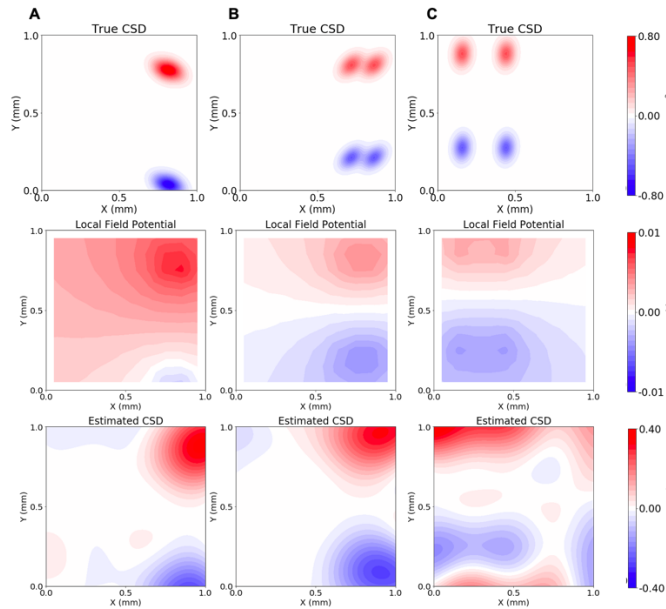 A B C
True CSD True CSD True CSD
1.0 1.0 1.0 0.80
Y (mm) 0.5 Y (mm) 0.5 Y (mm) 0.5 0.00
0.0 0.0 0.0 -0.80
0.0 0.5 1.0 0.0 0.5 1.0 0.0 0.5 1.0
X (mm) X (mm) X (mm)
Local Field Potential Local Field Potential Local Field Potential
1.0 1.0 1.0 0.01
Y (mm) 0.5 Y (mm) 0.5 Y (mm) 0.5 0.00
0.0 0.0 0.0 -0.01
0.0 0.5 1.0 0.0 0.5 1.0 0.0 0.5 1.0
X (mm) X (mm) X (mm)
Estimated CSD Estimated CSD Estimated CSD
1.0 1.0 1.0 0.40
Y (mm) 0.5 Y (mm) 0.5 Y (mm) 0.5 0.00
0.0 0.0 0.0 -0.40
0.0 0.5 1.0 0.0 0.5 1.0 0.0 0.5 1.0
X (mm) X (mm) X (mm)